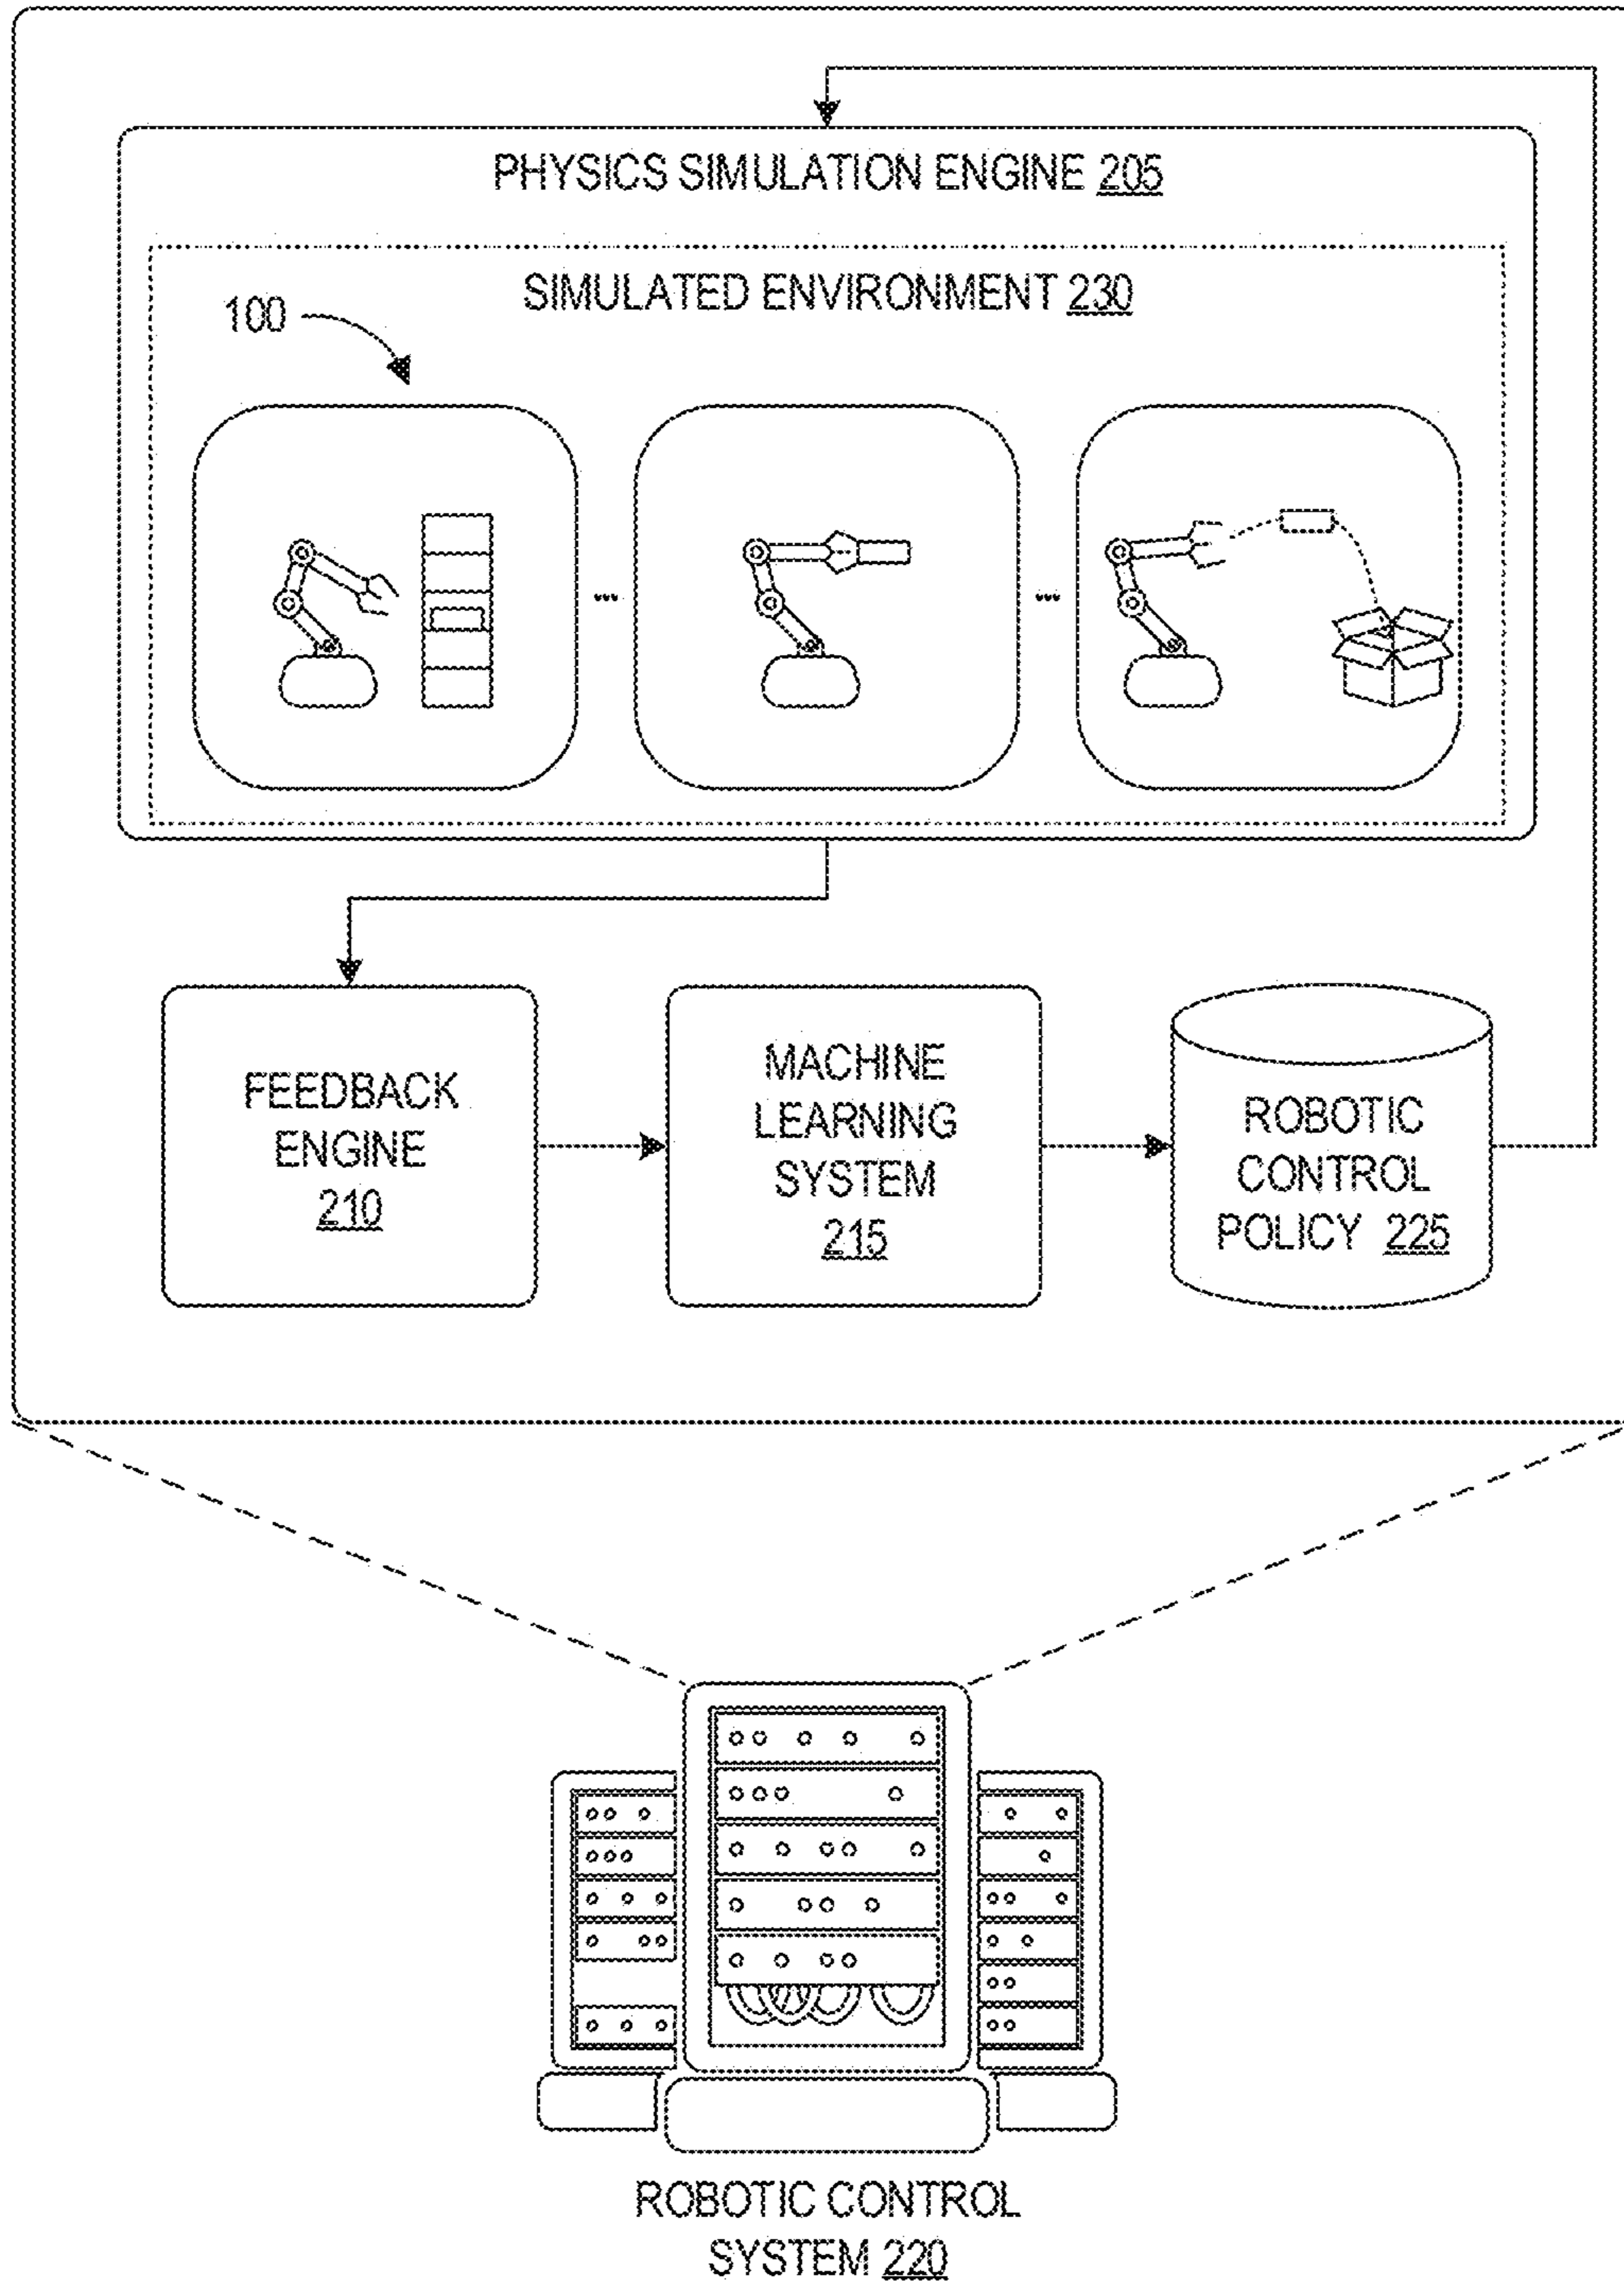 PHYSICS SIMULATION ENGINE 205
SIMULATED ENVIRONMENT 230
100
...
...
FEEDBACK
ENGINE
210
MACHINE
LEARNING
SYSTEM
215
ROBOTIC
CONTROL
POLICY 225
ROBOTIC CONTROL
SYSTEM 220